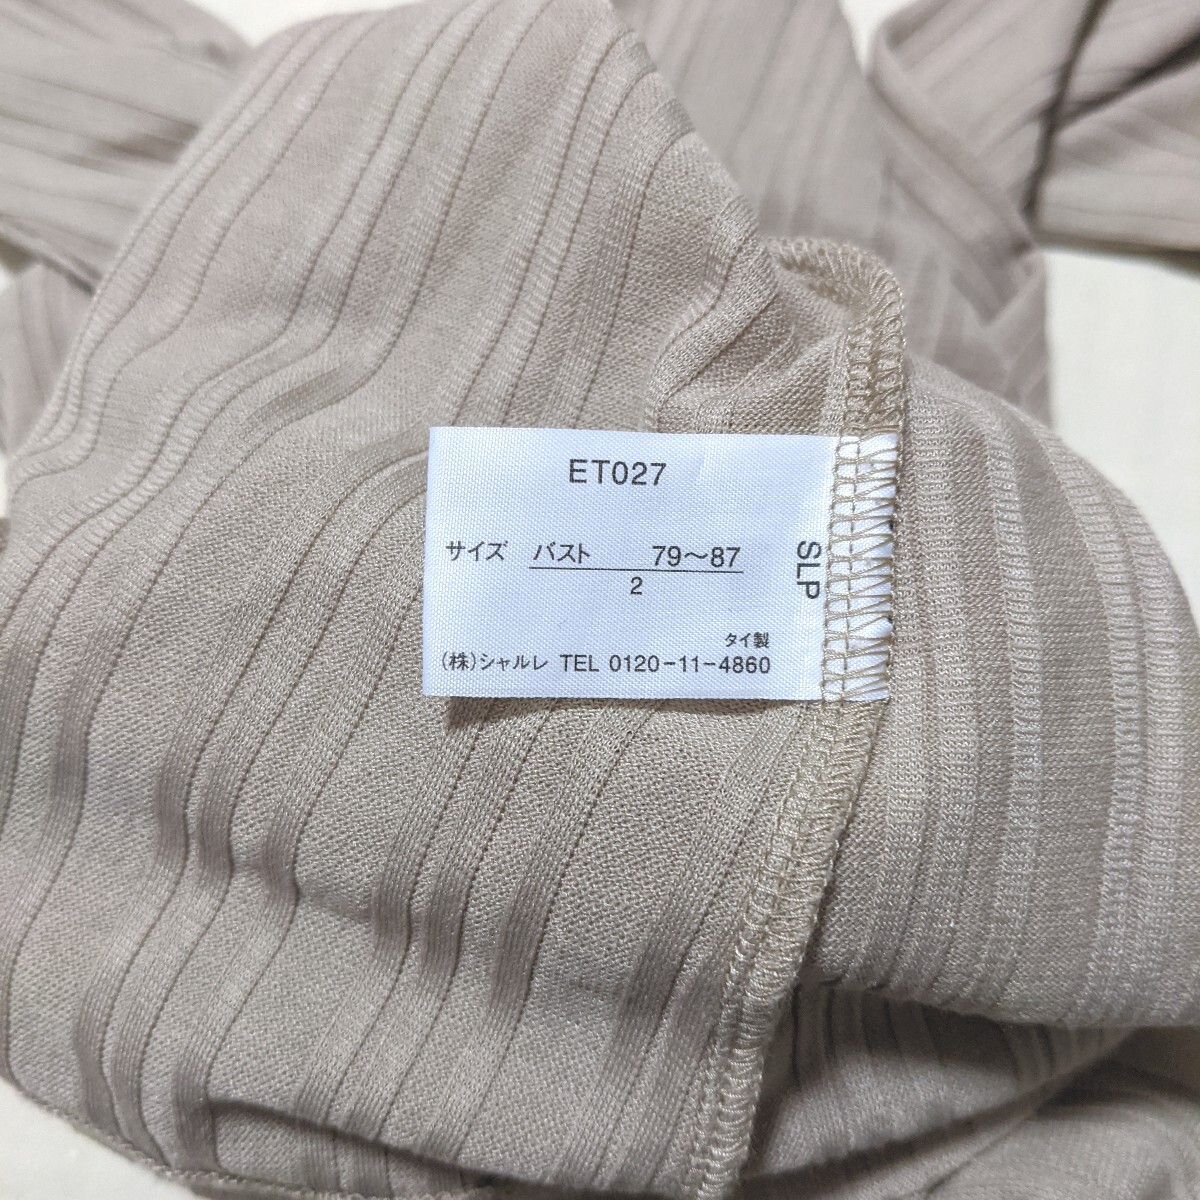 ET027
サイズ バスト 79～87
2
SLP
タイ製
(株)シャルレ TEL 0120-11-4860